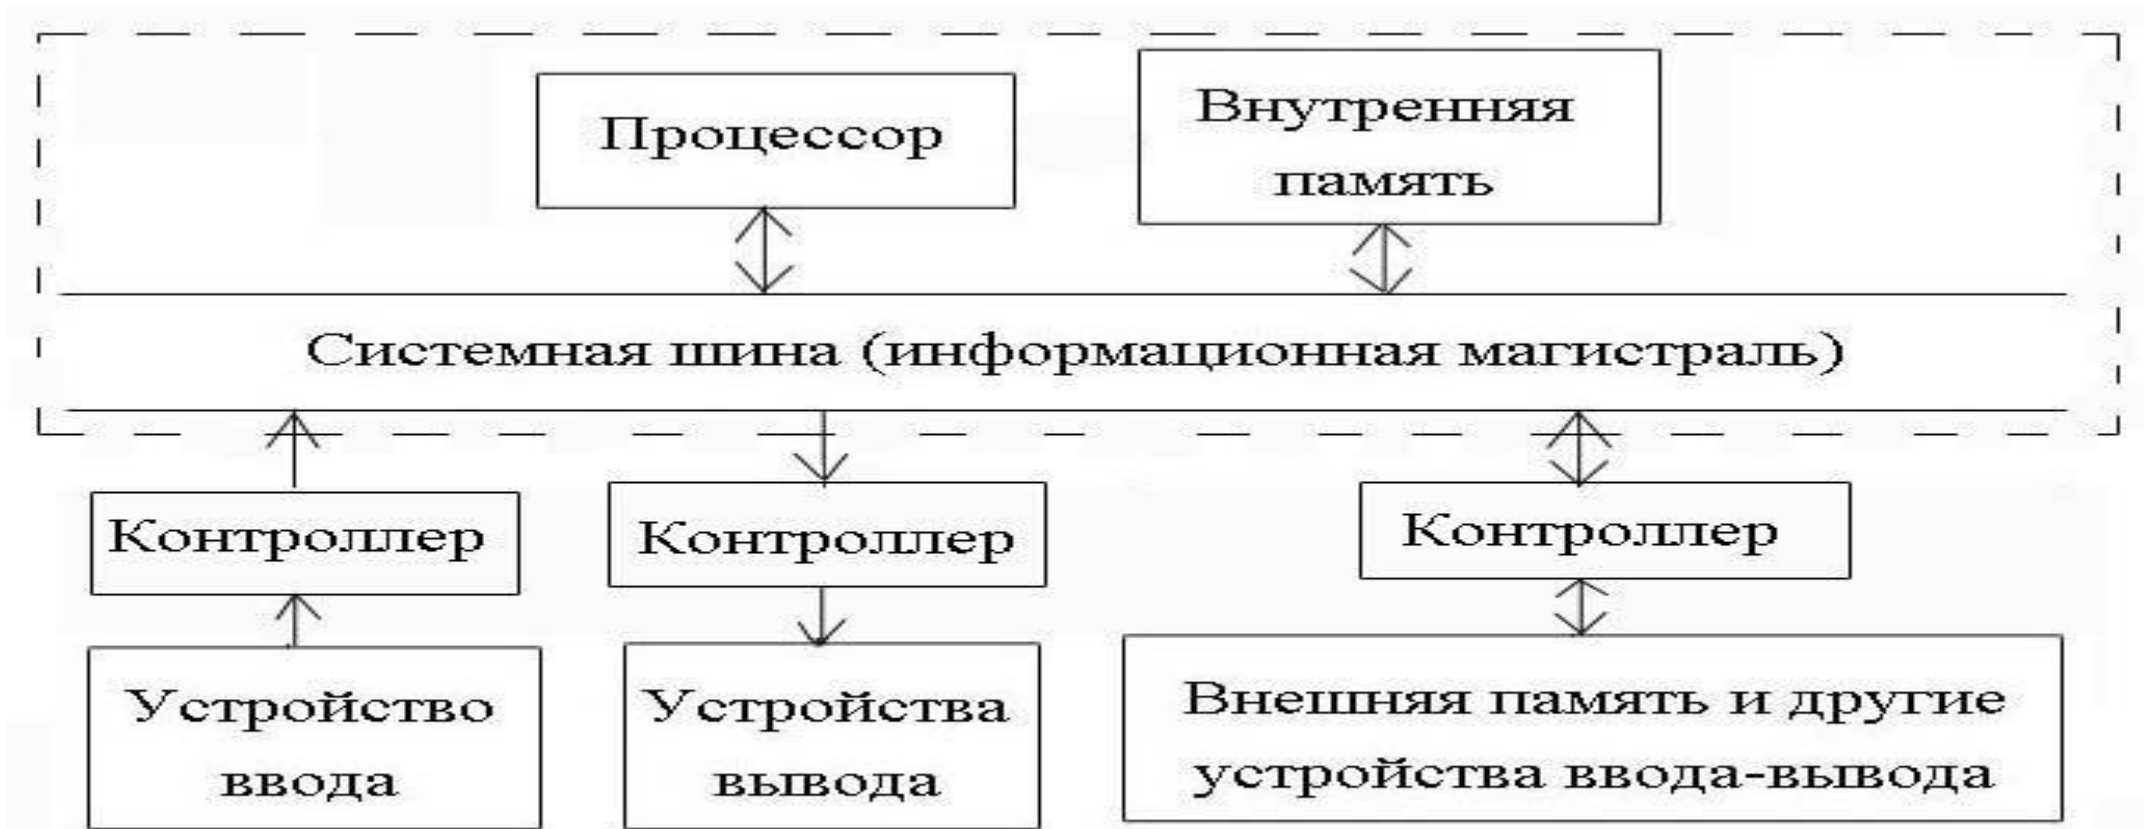 Процессор
Внутренняя
память
Системная шина (информационная магистраль)
Контроллер
Контроллер
Контроллер
Устройство
ввода
Устройства
вывода
Внешняя память и другие
устройства ввода-вывода